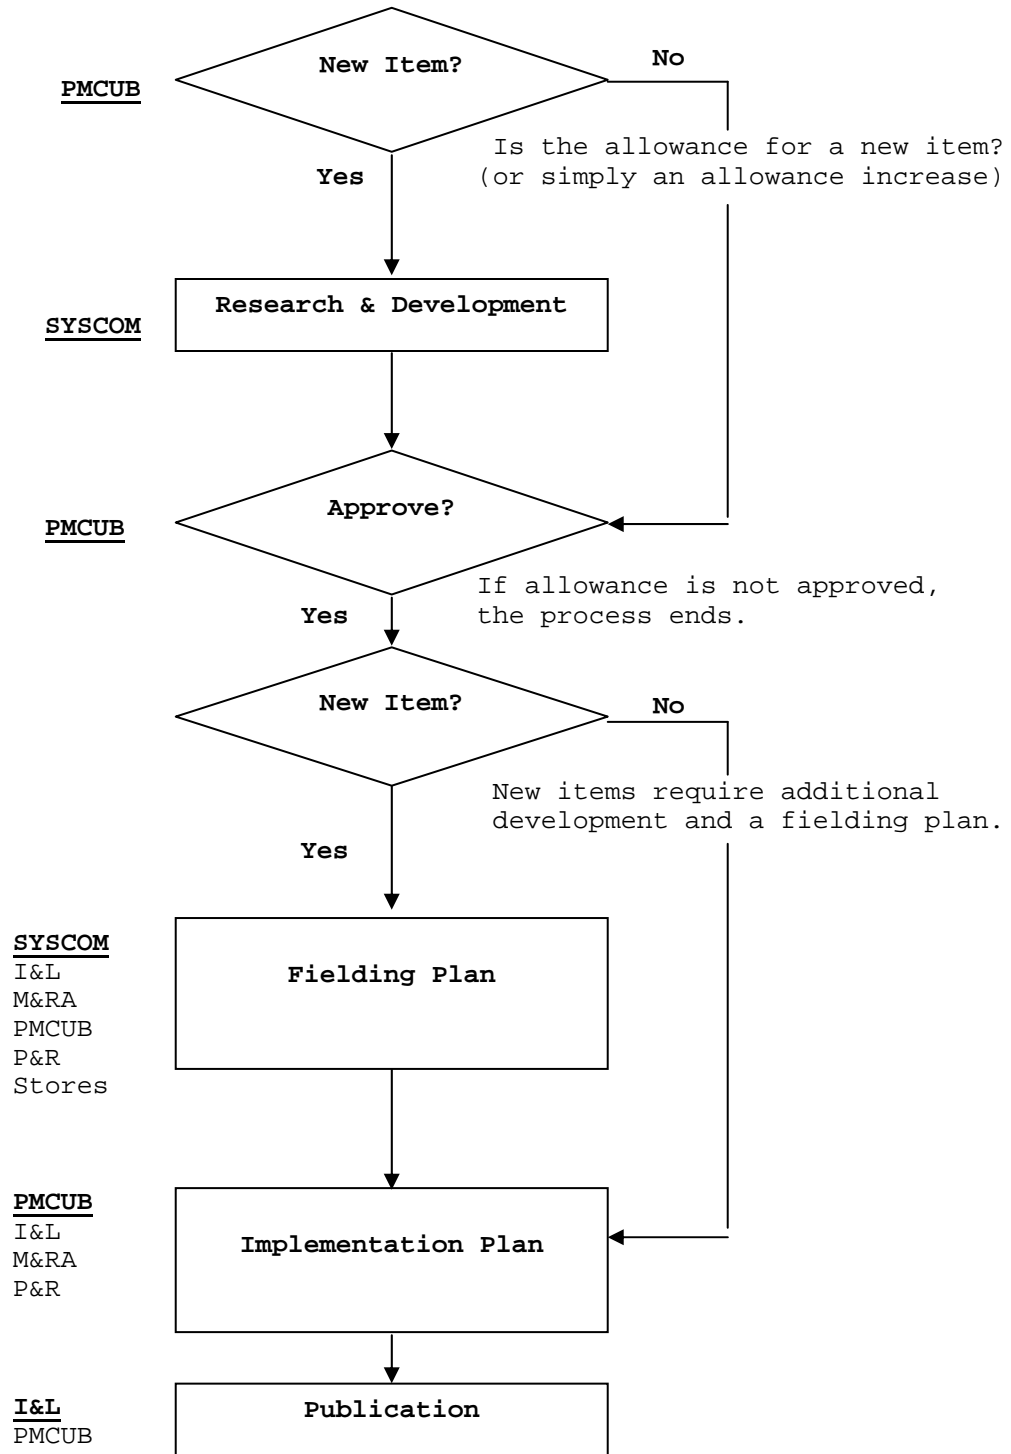 New Item?
No
PMCUB
Is the allowance for a new item?
(or simply an allowance increase)
Yes
Research & Development
SYSCOM
Approve?
PMCUB
If allowance is not approved,
the process ends.
Yes
New Item?
No
New items require additional
development and a fielding plan.
Yes
SYSCOM
I&L
M&RA
PMCUB
P&R
Stores
Fielding Plan
PMCUB
I&L
M&RA
P&R
Implementation Plan
I&L
PMCUB
Publication